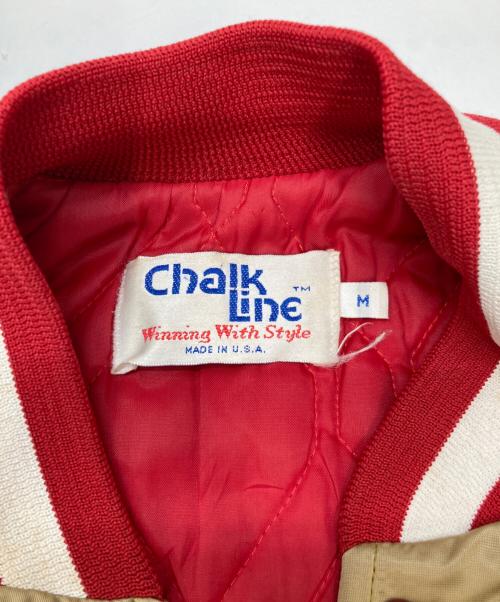 Chalk
Line™
M
Winning With Style
MADE IN U.S.A.